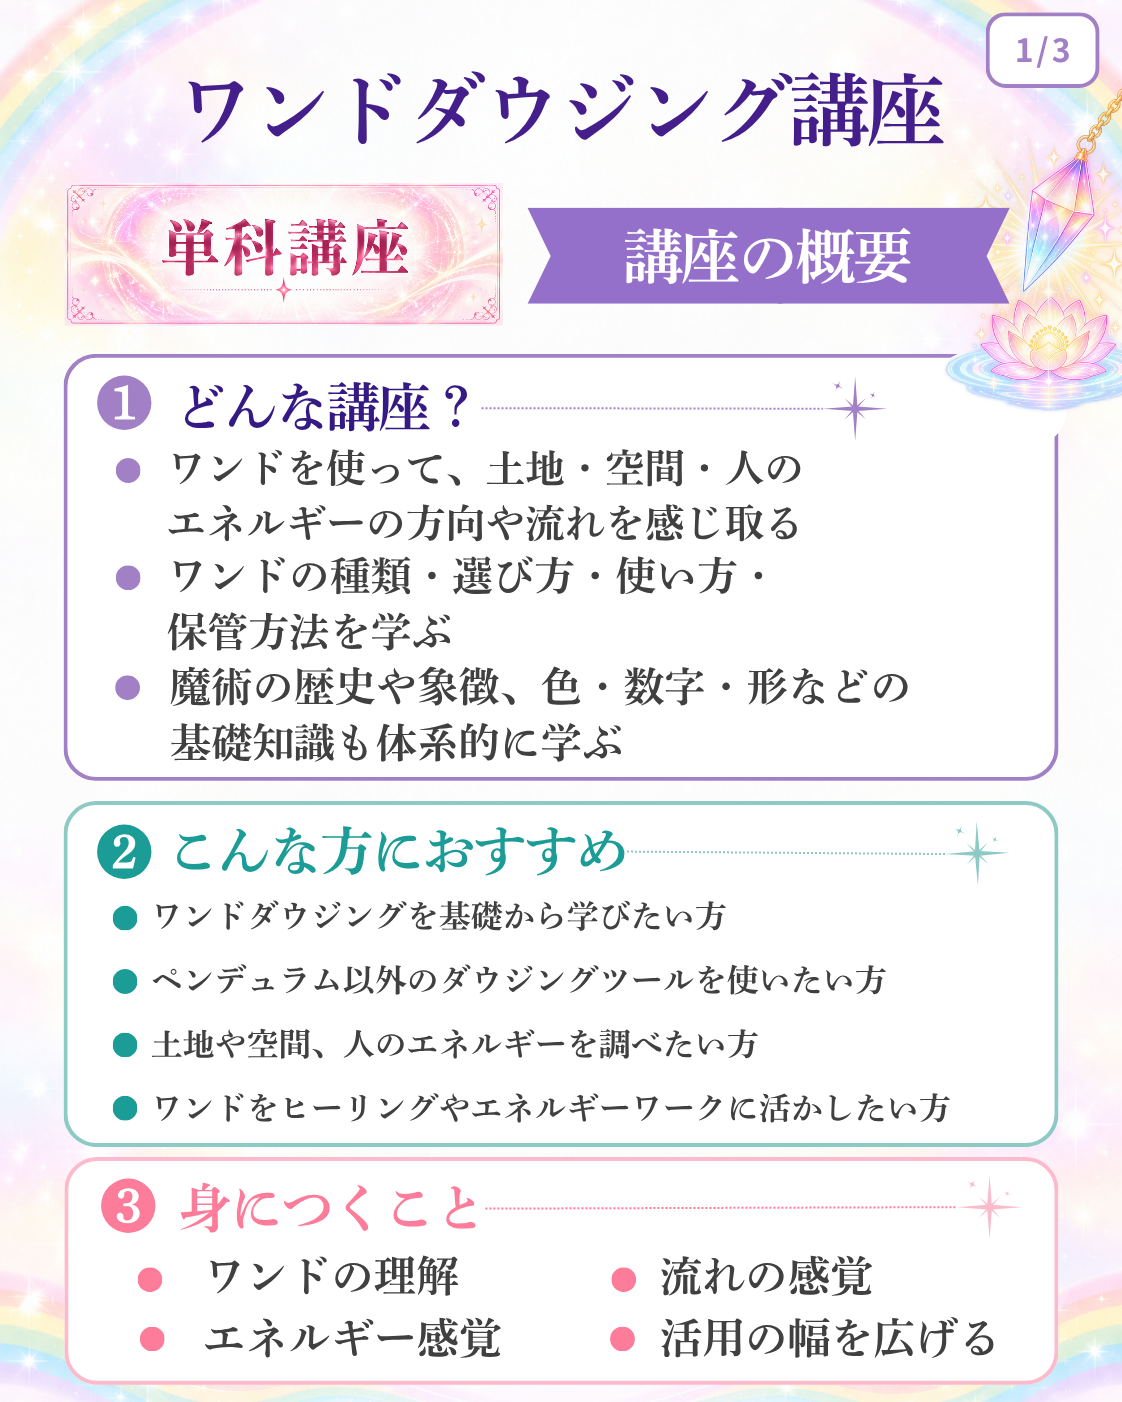 1/3
ワンドダウジング講座
単科講座
講座の概要
1 どんな講座？
● ワンドを使って、土地・空間・人の
エネルギーの方向や流れを感じ取る
● ワンドの種類・選び方・使い方・
保管方法を学ぶ
● 魔術の歴史や象徴、色・数字・形などの
基礎知識も体系的に学ぶ
2 こんな方におすすめ
● ワンドダウジングを基礎から学びたい方
● ペンデュラム以外のダウジングツールを使いたい方
● 土地や空間、人のエネルギーを調べたい方
● ワンドをヒーリングやエネルギーワークに活かしたい方
3 身につくこと
● ワンドの理解
● 流れの感覚
● エネルギー感覚
● 活用の幅を広げる